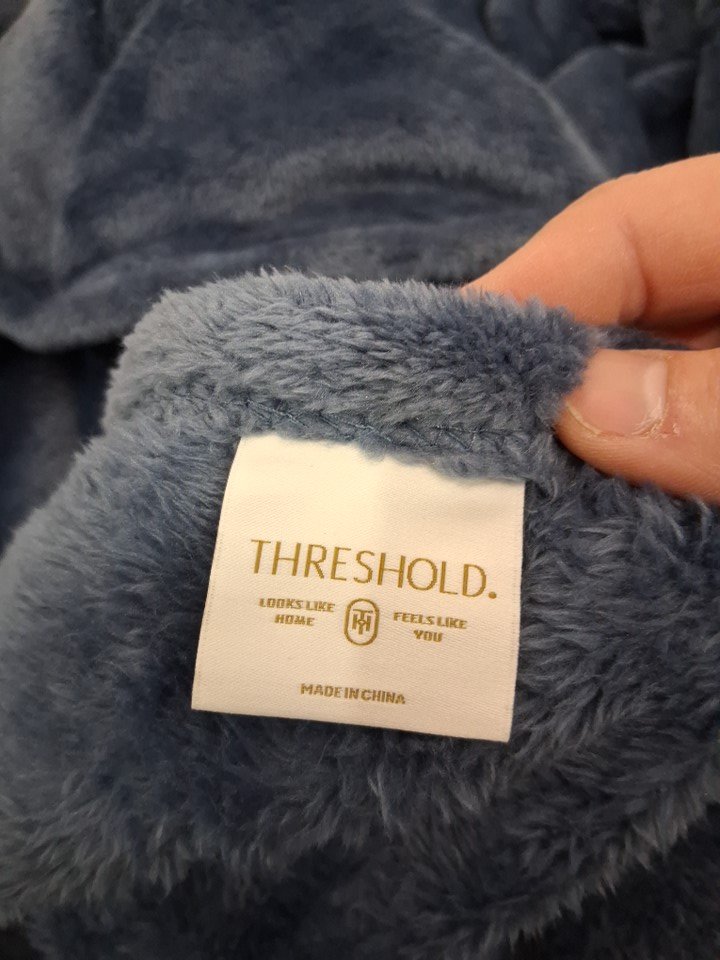 THRESHOLD.
LOOKS LIKE
HOME
FEELS LIKE
YOU
MADE IN CHINA